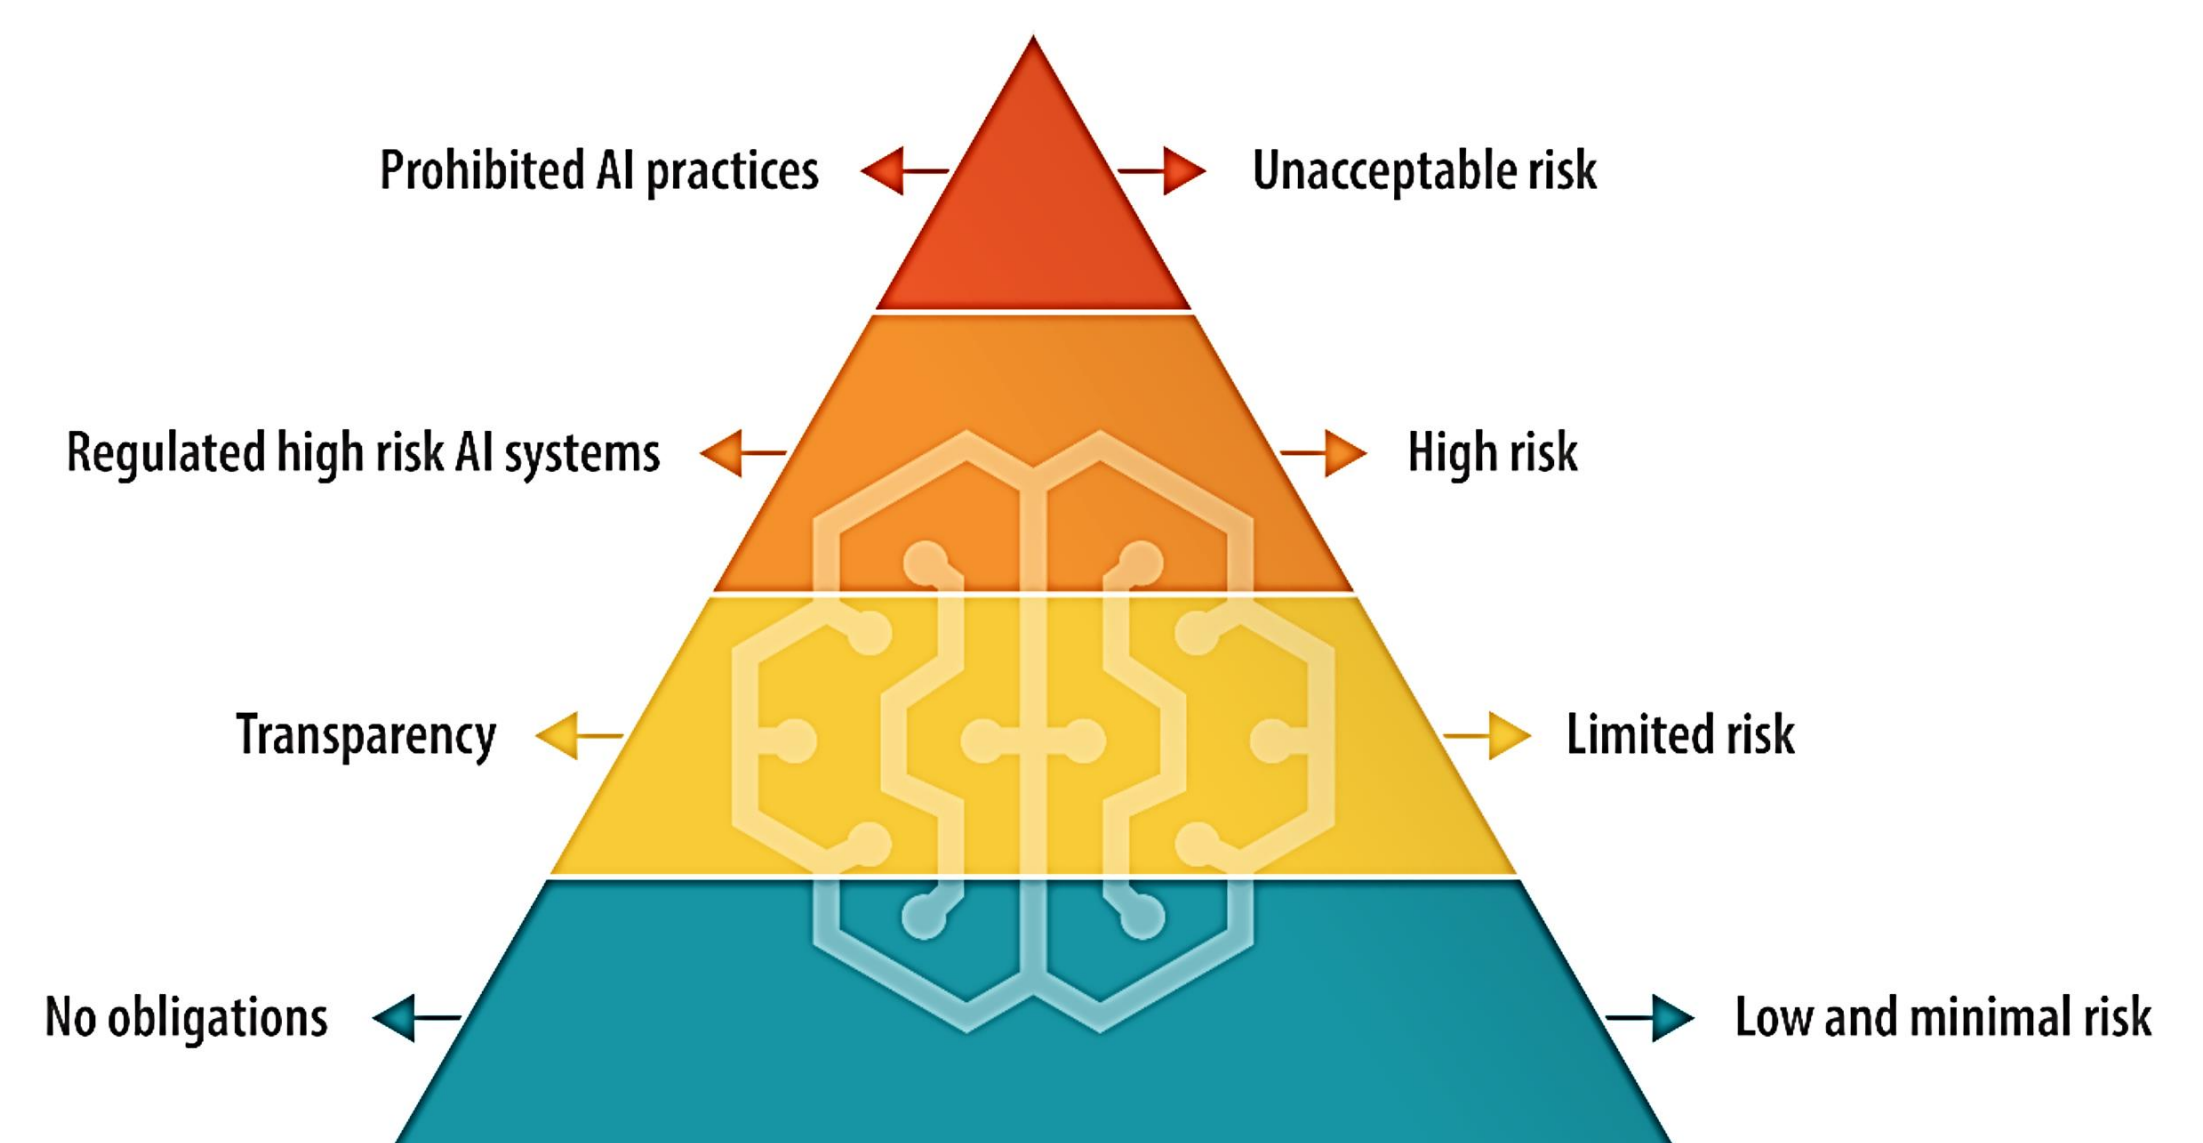 Prohibited AI practices
Unacceptable risk
Regulated high risk AI systems
High risk
Transparency
Limited risk
No obligations
Low and minimal risk